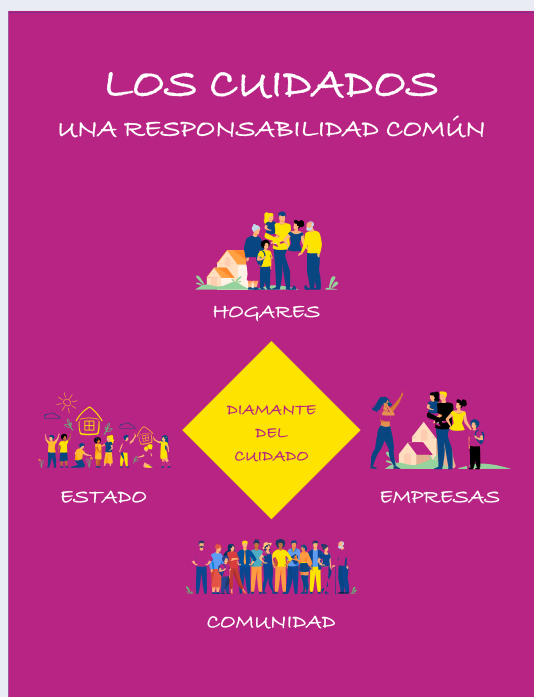 LOS CUIDADOS
UNA RESPONSABILIDAD COMÚN
HOGARES
DIAMANTE
DEL
CUIDADO
ESTADO
EMPRESAS
COMUNIDAD